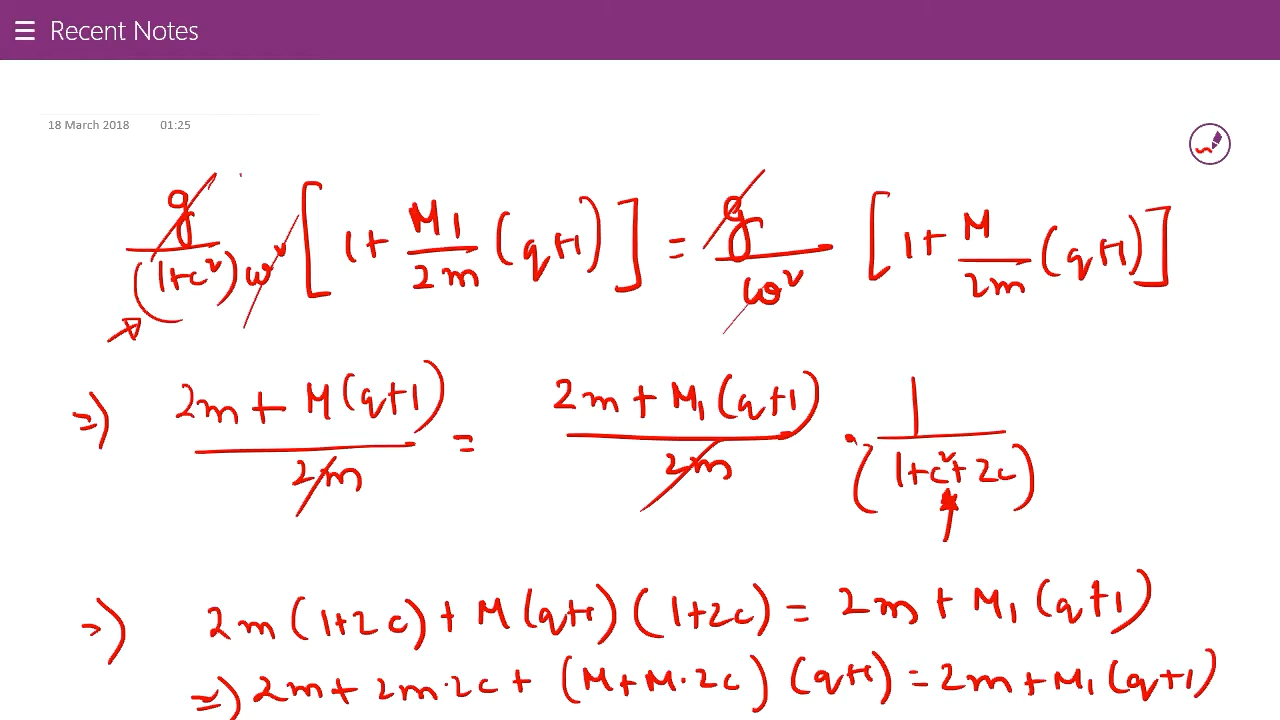 ☰ Recent Notes
18 March 2018 01:25
g/((1+c²)ω²) [1 + M₁/2m (q+1)] = g/ω² [1 + M/2m (q+1)]
⇒ (2m + M(q+1))/2m = (2m + M₁(q+1))/2m · 1/(1+c²+2c)
⇒ 2m(1+2c) + M(q+1)(1+2c) = 2m + M₁(q+1)
⇒ 2m + 2m·2c + (M+M·2c)(q+1) = 2m + M₁(q+1)